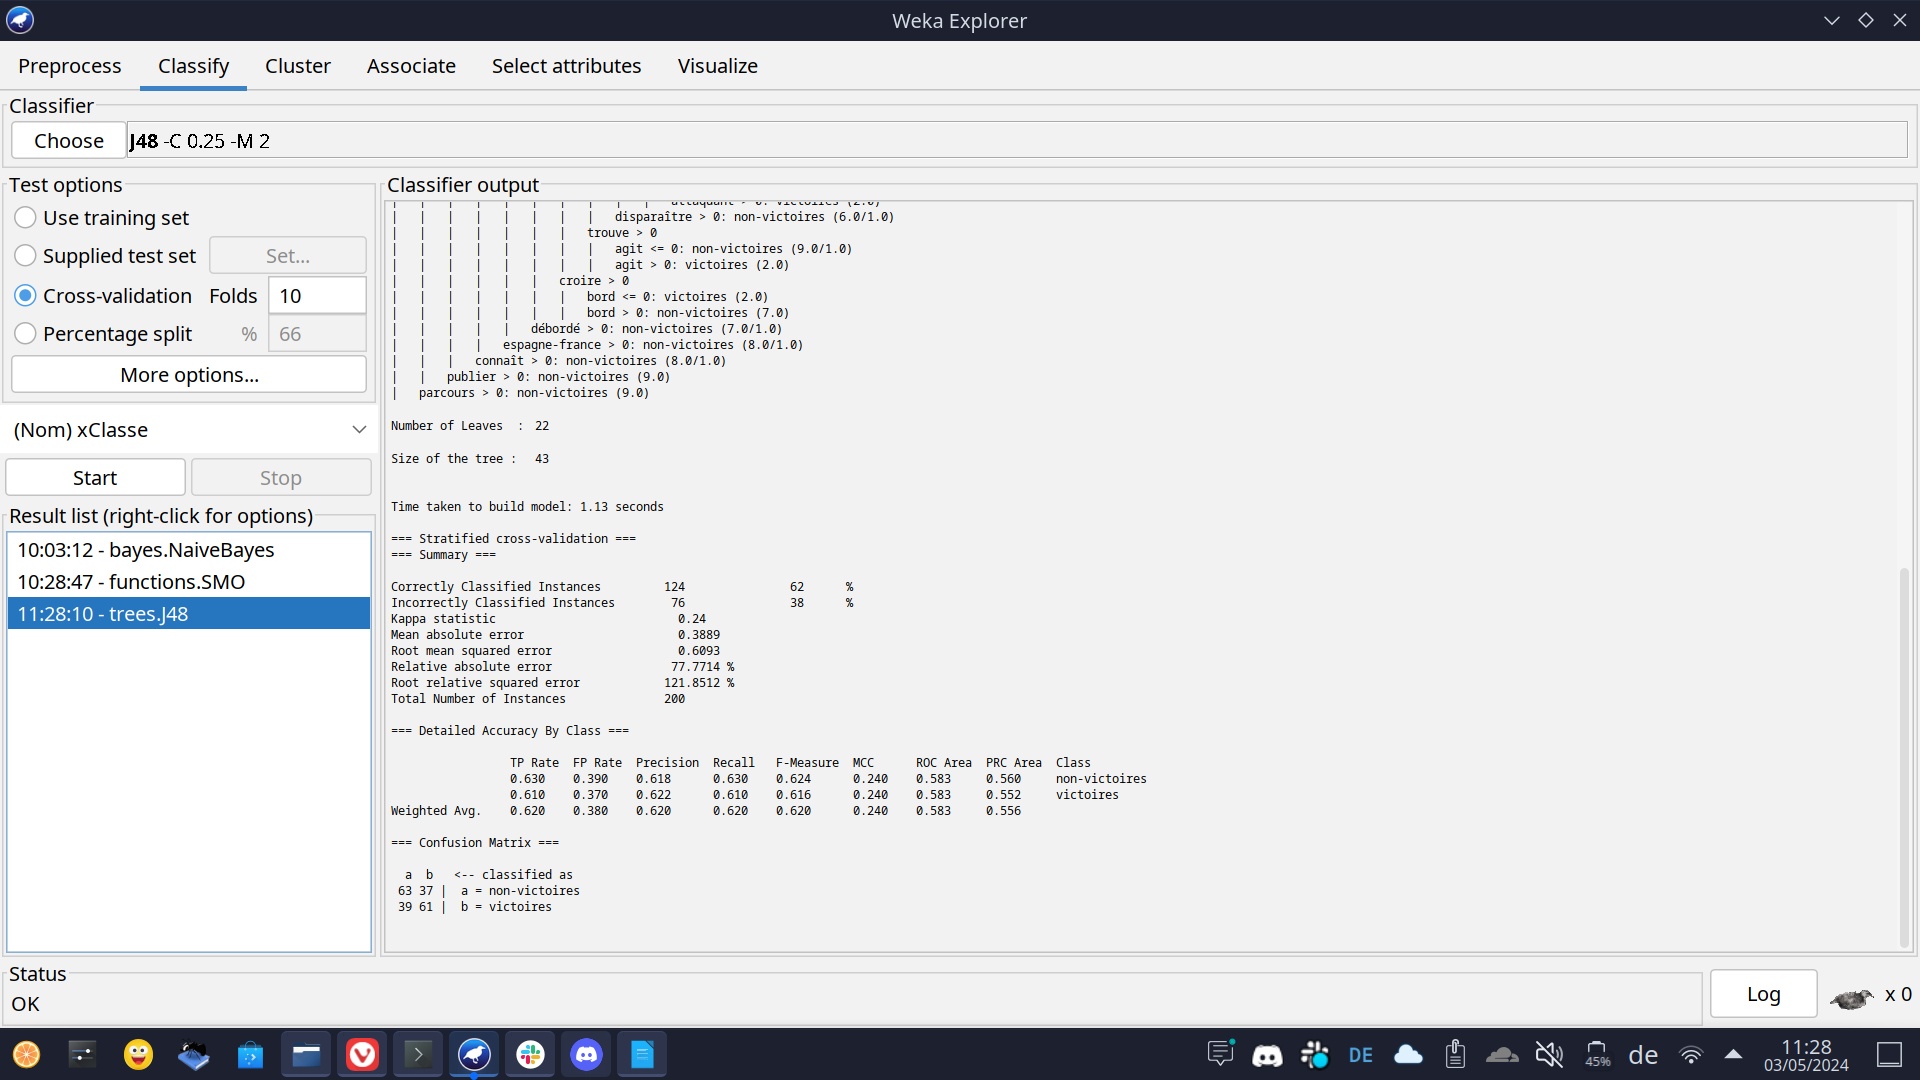 Weka Explorer
Preprocess Classify Cluster Associate Select attributes Visualize
Classifier
Choose J48 -C 0.25 -M 2
Test options
Use training set
Supplied test set Set...
Cross-validation Folds 10
Percentage split % 66
More options...
(Nom) xClasse
Start Stop
Result list (right-click for options)
10:03:12 - bayes.NaiveBayes
10:28:47 - functions.SMO
11:28:10 - trees.J48
Classifier output
| | | | | | | | | | attaquant > 0: victoires (2.0)
| | | | | | | | disparaître > 0: non-victoires (6.0/1.0)
| | | | | | | trouve > 0
| | | | | | | | agit <= 0: non-victoires (9.0/1.0)
| | | | | | | | agit > 0: victoires (2.0)
| | | | | | croire > 0
| | | | | | | bord <= 0: victoires (2.0)
| | | | | | | bord > 0: non-victoires (7.0)
| | | | | débordé > 0: non-victoires (7.0/1.0)
| | | | espagne-france > 0: non-victoires (8.0/1.0)
| | | connaît > 0: non-victoires (8.0/1.0)
| | publier > 0: non-victoires (9.0)
| parcours > 0: non-victoires (9.0)
Number of Leaves : 22
Size of the tree : 43
Time taken to build model: 1.13 seconds
=== Stratified cross-validation ===
=== Summary ===
Correctly Classified Instances 124 62 %
Incorrectly Classified Instances 76 38 %
Kappa statistic 0.24
Mean absolute error 0.3889
Root mean squared error 0.6093
Relative absolute error 77.7714 %
Root relative squared error 121.8512 %
Total Number of Instances 200
=== Detailed Accuracy By Class ===
TP Rate FP Rate Precision Recall F-Measure MCC ROC Area PRC Area Class
0.630 0.390 0.618 0.630 0.624 0.240 0.583 0.560 non-victoires
0.610 0.370 0.622 0.610 0.616 0.240 0.583 0.552 victoires
Weighted Avg. 0.620 0.380 0.620 0.620 0.620 0.240 0.583 0.556
=== Confusion Matrix ===
a b <-- classified as
63 37 | a = non-victoires
39 61 | b = victoires
Status
OK
Log x 0
DE 45% de 11:28
03/05/2024